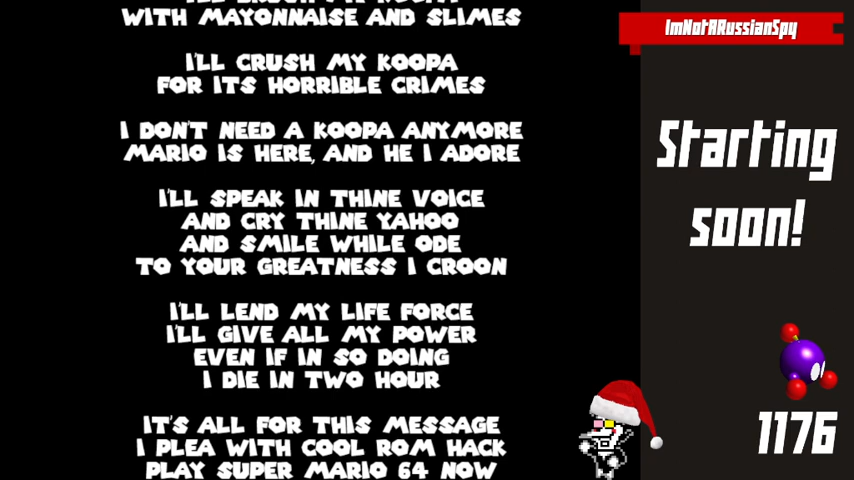 WITH MAYONNAISE AND SLIMES
I'LL CRUSH MY KOOPA
FOR ITS HORRIBLE CRIMES
I DON'T NEED A KOOPA ANYMORE
MARIO IS HERE, AND HE I ADORE
I'LL SPEAK IN THINE VOICE
AND CRY THINE YAHOO
AND SMILE WHILE ODE
TO YOUR GREATNESS I CROON
I'LL LEND MY LIFE FORCE
I'LL GIVE ALL MY POWER
EVEN IF IN SO DOING
I DIE IN TWO HOUR
IT'S ALL FOR THIS MESSAGE
I PLEA WITH COOL ROM HACK
PLAY SUPER MARIO 64 NOW
ImNotARussianSpy
Starting
soon!
1176